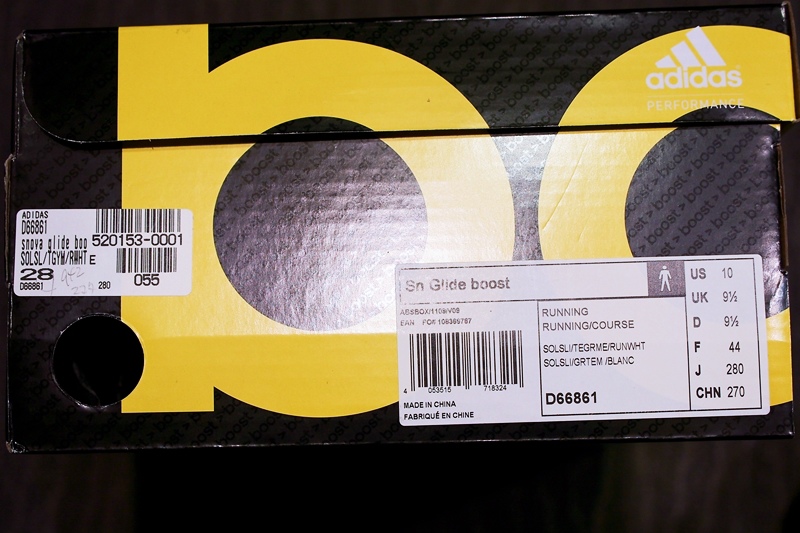 adidas
PERFORMANCE
boost > boost > boost
ADIDAS
D66861
snova glide boo
520153-0001
SOLSL/TGYM/RWHT E
28
055
D66861
280
Sn Glide boost
RUNNING
RUNNING/COURSE
SOLSLI/TEGRME/RUNWHT
SOLSLI/GRTEM /BLANC
D66861
4 053515 718324
MADE IN CHINA
FABRIQUÉ EN CHINE
US 10
UK 9½
D 9½
F 44
J 280
CHN 270